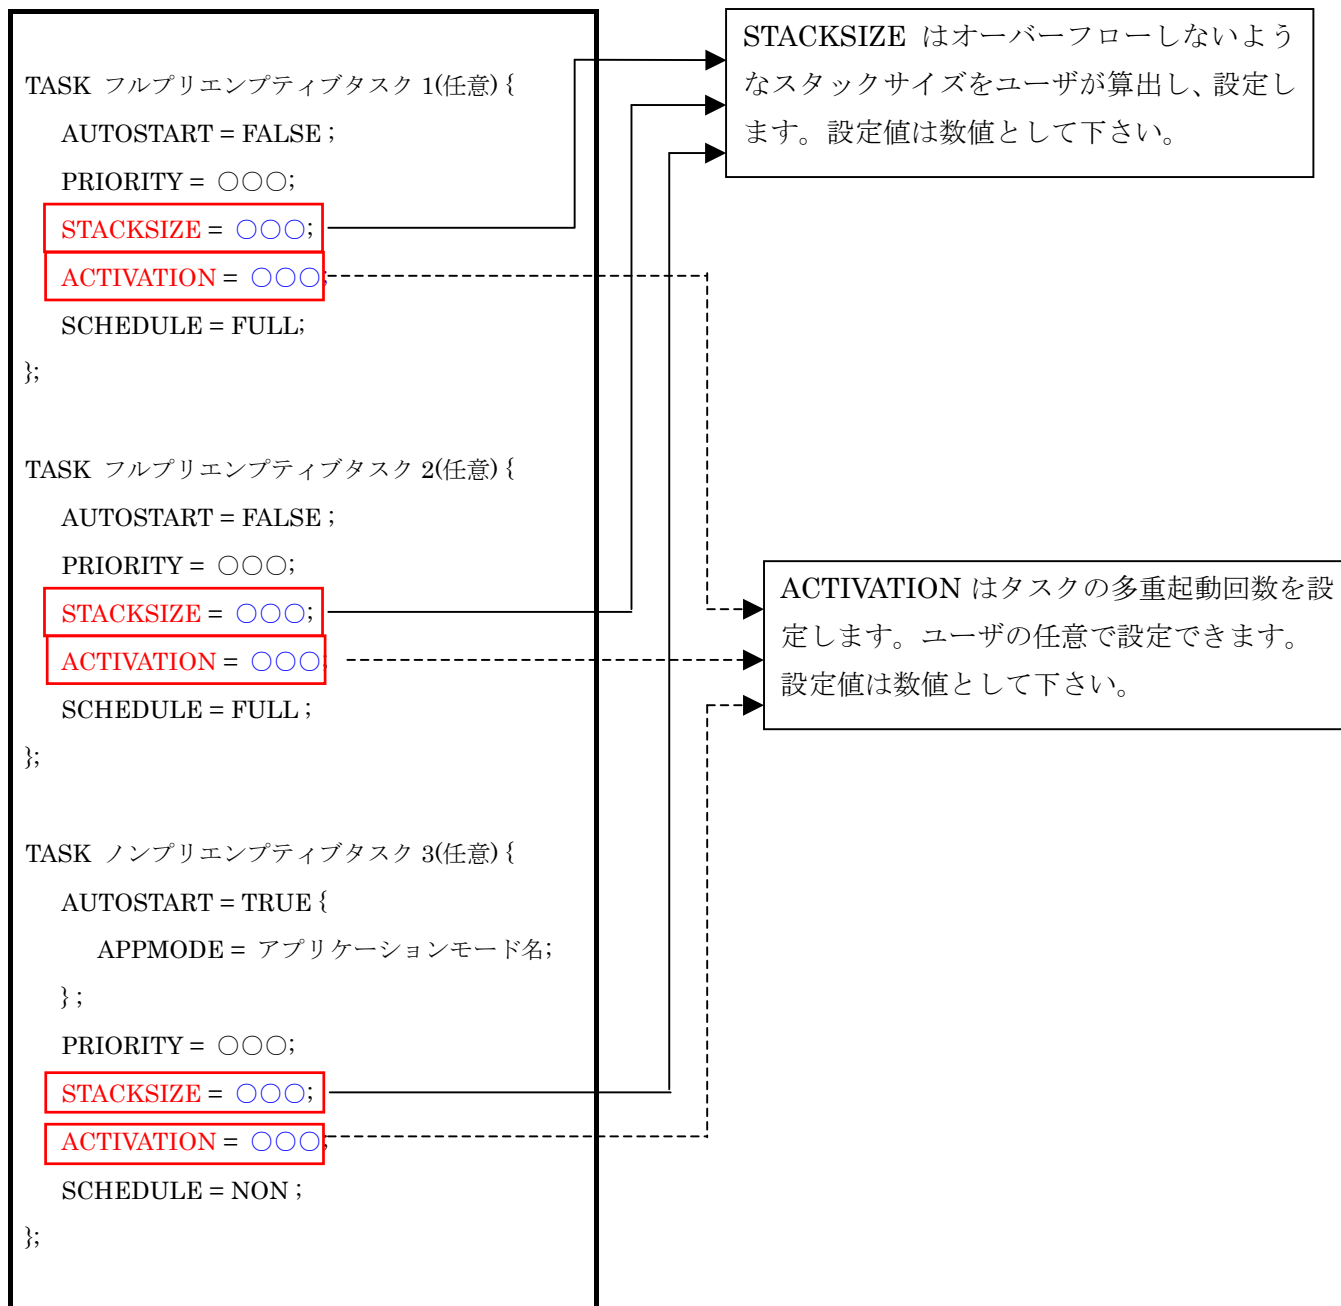 TASK フルプリエンプティブタスク 1(任意) {
AUTOSTART = FALSE ;
PRIORITY = 〇〇〇;
STACKSIZE = 〇〇〇;
ACTIVATION = 〇〇〇;
SCHEDULE = FULL;
};
TASK フルプリエンプティブタスク 2(任意) {
AUTOSTART = FALSE ;
PRIORITY = 〇〇〇;
STACKSIZE = 〇〇〇;
ACTIVATION = 〇〇〇;
SCHEDULE = FULL ;
};
TASK ノンプリエンプティブタスク 3(任意) {
AUTOSTART = TRUE {
APPMODE = アプリケーションモード名;
} ;
PRIORITY = 〇〇〇;
STACKSIZE = 〇〇〇;
ACTIVATION = 〇〇〇;
SCHEDULE = NON ;
};
STACKSIZE はオーバーフローしないよう
なスタックサイズをユーザが算出し、設定し
ます。設定値は数値として下さい。
ACTIVATION はタスクの多重起動回数を設
定します。ユーザの任意で設定できます。
設定値は数値として下さい。